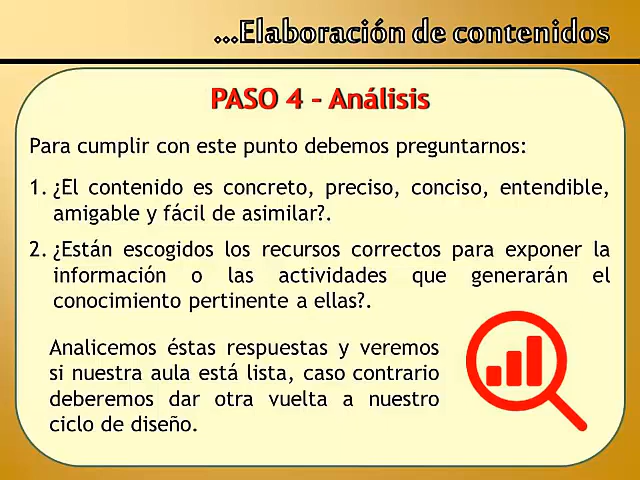 ...Elaboración de contenidos
PASO 4 – Análisis
Para cumplir con este punto debemos preguntarnos:
1. ¿El contenido es concreto, preciso, conciso, entendible,
amigable y fácil de asimilar?.
2. ¿Están escogidos los recursos correctos para exponer la
información o las actividades que generarán el
conocimiento pertinente a ellas?.
Analicemos éstas respuestas y veremos
si nuestra aula está lista, caso contrario
deberemos dar otra vuelta a nuestro
ciclo de diseño.